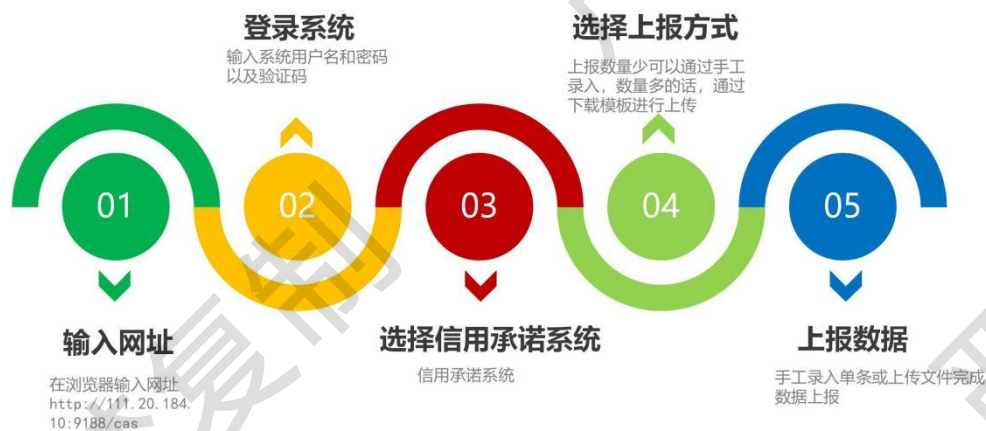 登录系统
输入系统用户名和密码
以及验证码
选择上报方式
上报数量少可以通过手工
录入，数量多的话，通过
下载模板进行上传
01
02
03
04
05
输入网址
在浏览器输入网址
http://111.20.184.
10:9188/cas
选择信用承诺系统
信用承诺系统
上报数据
手工录入单条或上传文件完成
数据上报
复制